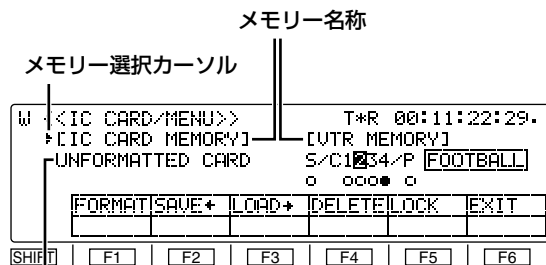 メモリー名称
メモリー選択カーソル
W <<IC CARD/MENU>> T*R 00:11:22:29.
[IC CARD MEMORY] [VTR MEMORY]
UNFORMATTED CARD S/C1234/P FOOTBALL
FORMAT SAVE← LOAD→ DELETE LOCK EXIT
SHIFT F1 F2 F3 F4 F5 F6